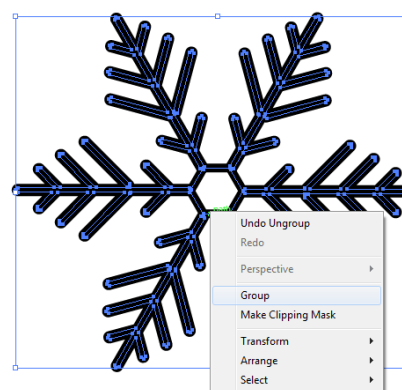 Undo Ungroup
Redo
Perspective
Group
Make Clipping Mask
Transform
Arrange
Select